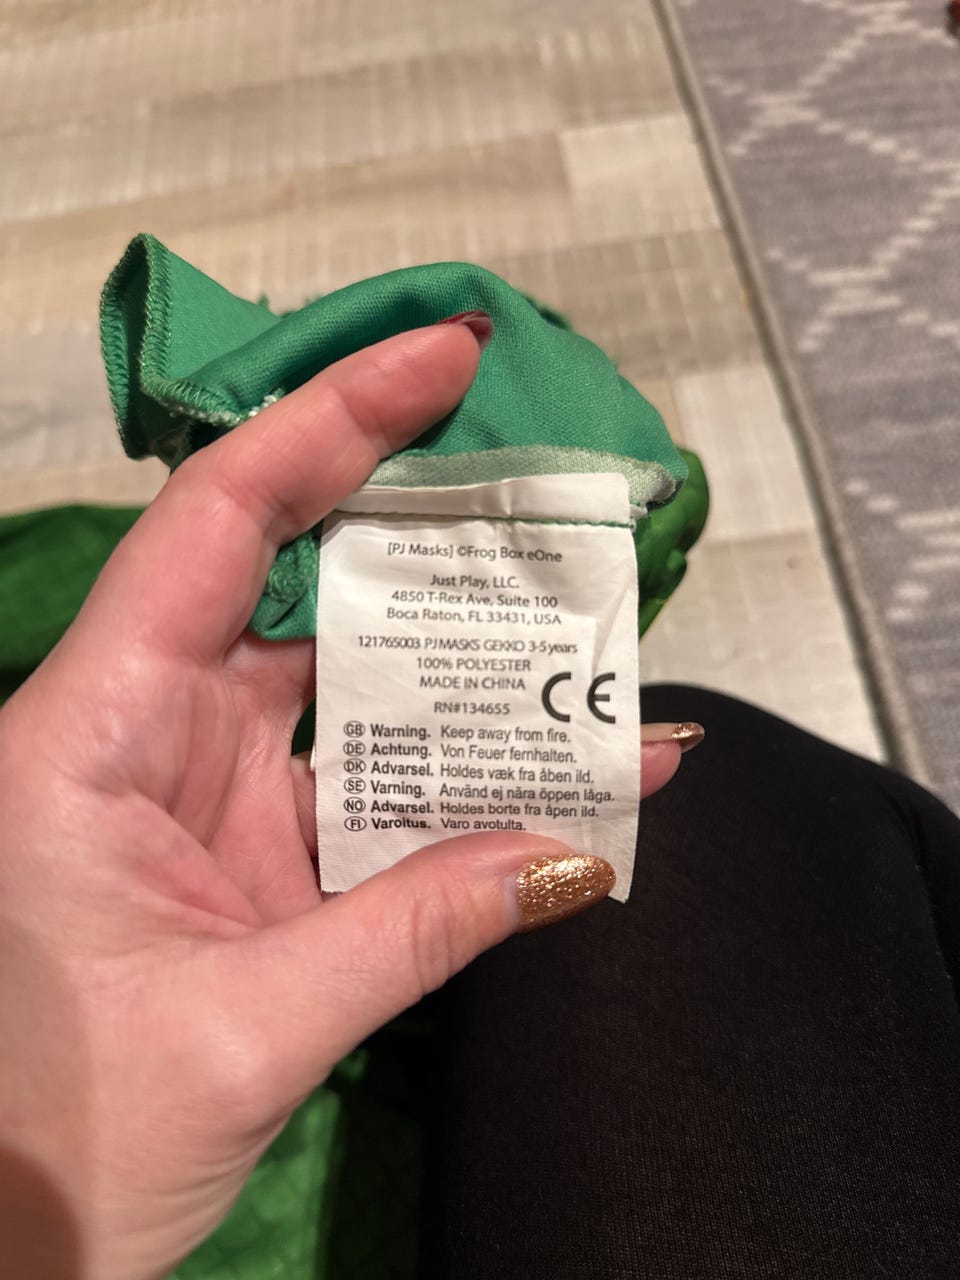 [PJ Masks] ©Frog Box eOne
Just Play, LLC.
4850 T-Rex Ave, Suite 100
Boca Raton, FL 33431, USA
121765003 PJ MASKS GEKKO 3-5 years
100% POLYESTER
MADE IN CHINA
RN#134655
CE
GB Warning. Keep away from fire.
DE Achtung. Von Feuer fernhalten.
DK Advarsel. Holdes væk fra åben ild.
SE Varning. Använd ej nära öppen låga.
NO Advarsel. Holdes borte fra åpen ild.
FI Varoitus. Varo avotulta.